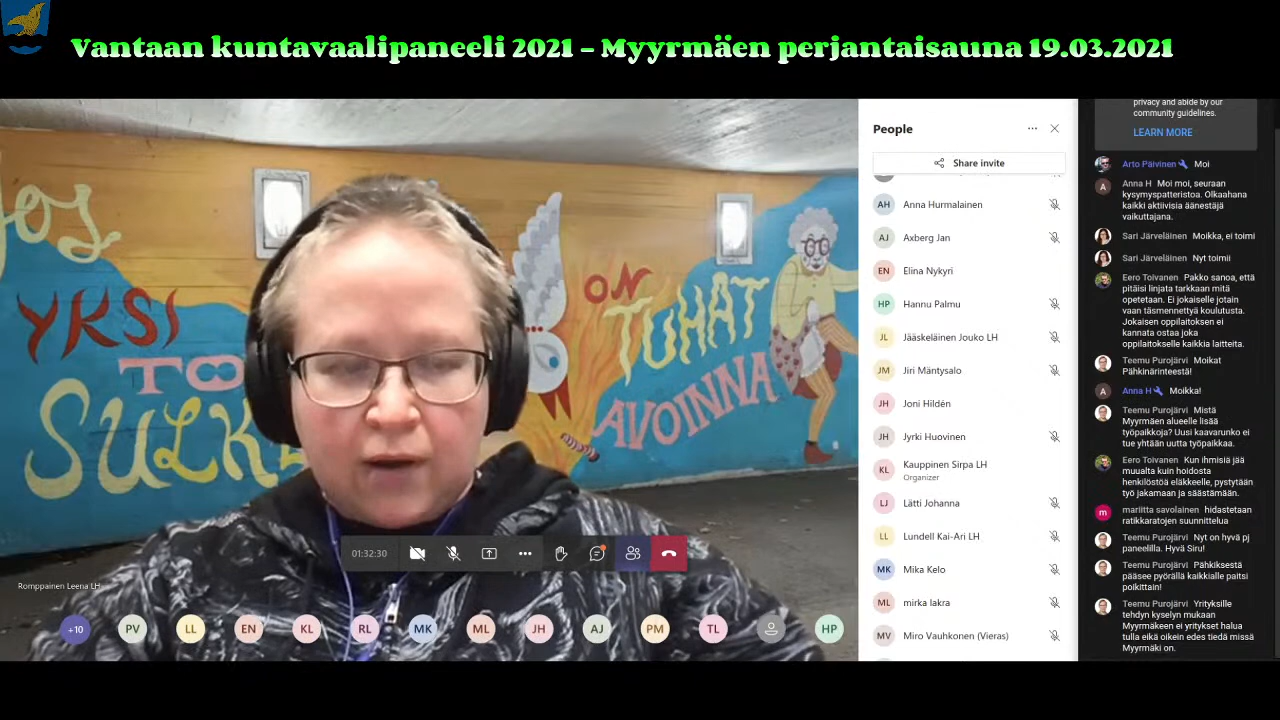 Vantaan kuntavaalipaneeli 2021 – Myyrmäen perjantaisauna 19.03.2021
JOS
YKSI
TO
SULK
ON
TUHAT
AVOINNA
01:32:30
Romppainen Leena LH
+10
PV
LL
EN
KL
RL
MK
ML
JH
AJ
PM
TL
HP
People
Share invite
AH Anna Hurmalainen
AJ Axberg Jan
EN Elina Nykyri
HP Hannu Palmu
JL Jääskeläinen Jouko LH
JM Jiri Mäntysalo
JH Joni Hildén
JH Jyrki Huovinen
KL Kauppinen Sirpa LH
Organizer
LJ Lätti Johanna
LL Lundell Kai-Ari LH
MK Mika Kelo
ML mirka lakra
MV Miro Vauhkonen (Vieras)
privacy and abide by our
community guidelines.
LEARN MORE
Arto Päivinen Moi
A Anna H Moi moi, seuraan
kysymyspatteristoa. Olkaahana
kaikki aktiivisia äänestäjä
vaikuttajana.
Sari Järveläinen Moikka, ei toimi
Sari Järveläinen Nyt toimii
Eero Toivanen Pakko sanoa, että
pitäisi linjata tarkkaan mitä
opetetaan. Ei jokaiselle jotain
vaan täsmennettyä koulutusta.
Jokaisen oppilaitoksen ei
kannata ostaa joka
oppilaitokselle kaikkia laitteita.
Teemu Purojärvi Moikat
Pähkinärinteestä!
A Anna H Moikka!
Teemu Purojärvi Mistä
Myyrmäen alueelle lisää
työpaikkoja? Uusi kaavarunko ei
tue yhtään uutta työpaikkaa.
Eero Toivanen Kun ihmisiä jää
muualta kuin hoidosta
henkilöstöä eläkkeelle, pystytään
työ jakamaan ja säästämään.
m mariitta savolainen hidastetaan
ratikkaratojen suunnittelua
Teemu Purojärvi Nyt on hyvä pj
paneelilla. Hyvä Siru!
Teemu Purojärvi Pähkiksestä
pääsee pyörällä kaikkialle paitsi
polkittain!
Teemu Purojärvi Yrityksille
tehdyn kyselyn mukaan
Myyrmäkeen ei yritykset halua
tulla eikä oikein edes tiedä missä
Myyrmäki on.